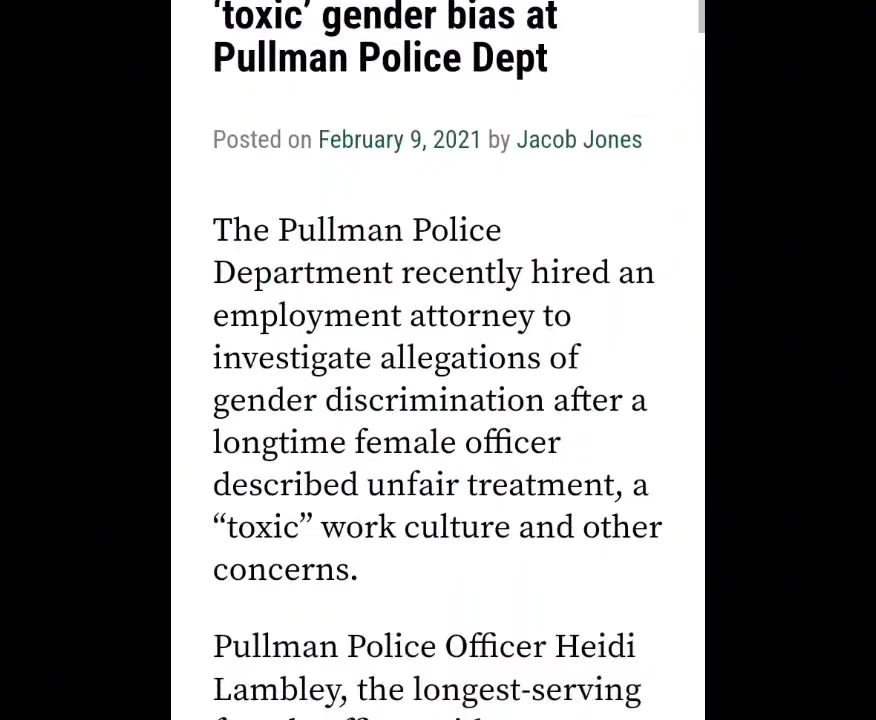 ‘toxic’ gender bias at
Pullman Police Dept
Posted on February 9, 2021 by Jacob Jones
The Pullman Police
Department recently hired an
employment attorney to
investigate allegations of
gender discrimination after a
longtime female officer
described unfair treatment, a
“toxic” work culture and other
concerns.
Pullman Police Officer Heidi
Lambley, the longest-serving